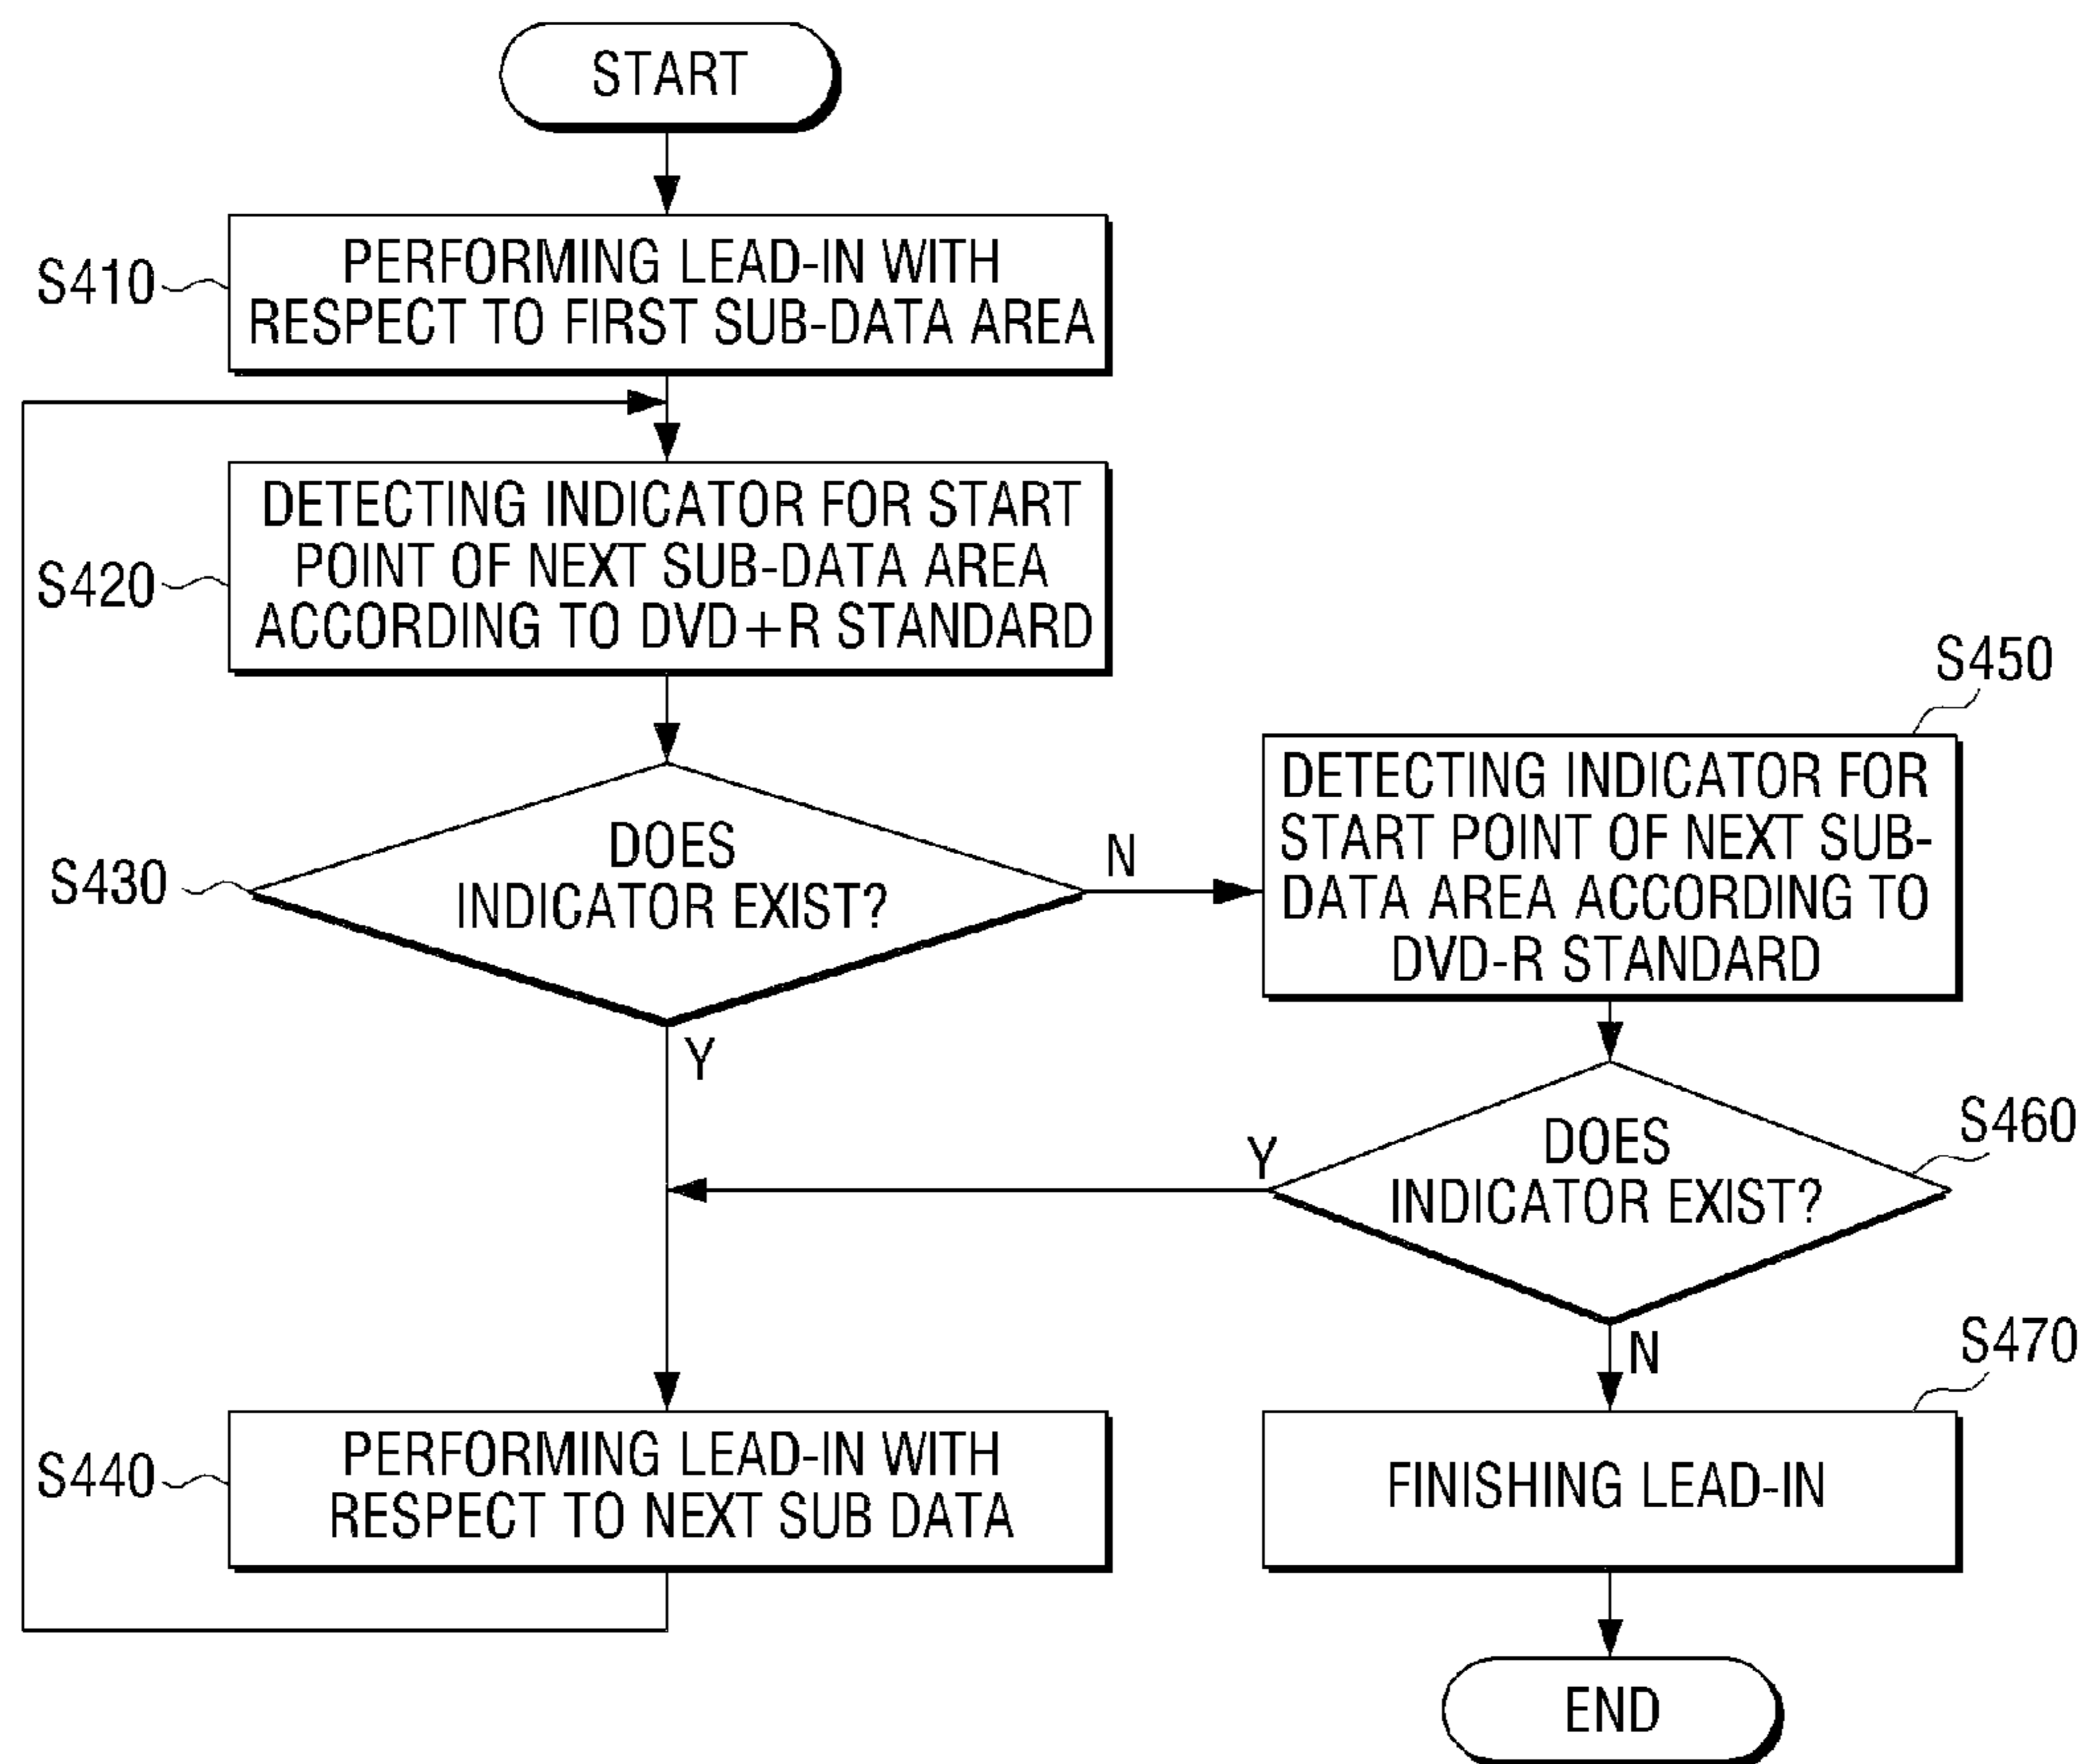 START
S410
PERFORMING LEAD-IN WITH
RESPECT TO FIRST SUB-DATA AREA
S420
DETECTING INDICATOR FOR START
POINT OF NEXT SUB-DATA AREA
ACCORDING TO DVD+R STANDARD
S430
DOES
INDICATOR EXIST?
N
Y
S450
DETECTING INDICATOR FOR
START POINT OF NEXT SUB-
DATA AREA ACCORDING TO
DVD-R STANDARD
S460
DOES
INDICATOR EXIST?
Y
N
S440
PERFORMING LEAD-IN WITH
RESPECT TO NEXT SUB DATA
S470
FINISHING LEAD-IN
END